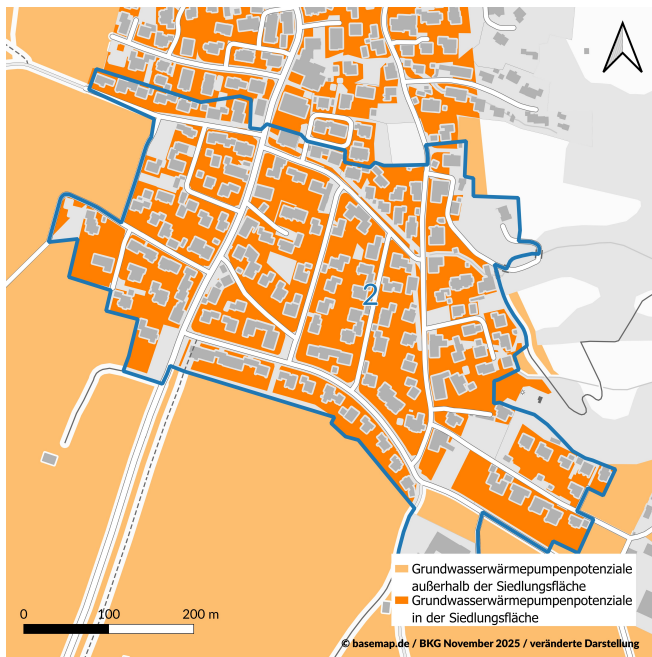 2
Grundwasserwärmepumpenpotenziale
außerhalb der Siedlungsfläche
Grundwasserwärmepumpenpotenziale
in der Siedlungsfläche
0 100 200 m
© basemap.de / BKG November 2025 / veränderte Darstellung